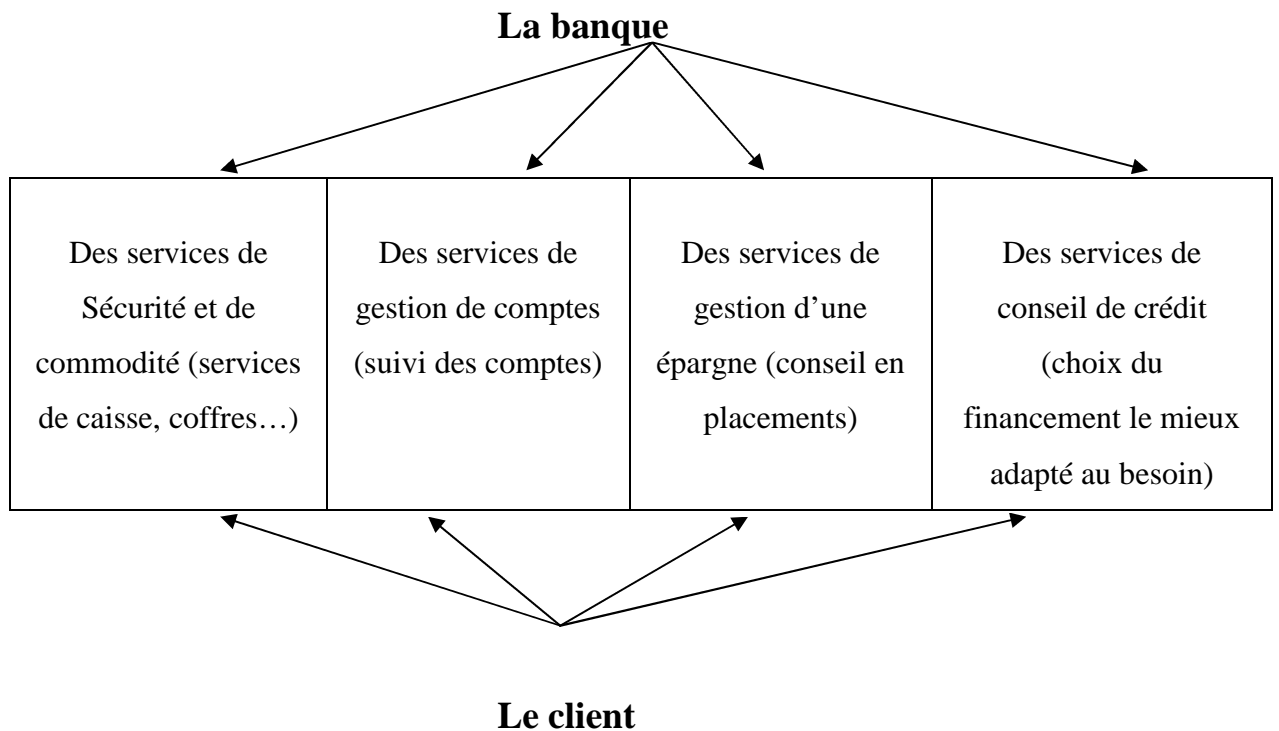 La banque
Des services de
Sécurité et de
commodité (services
de caisse, coffres…)
Des services de
gestion de comptes
(suivi des comptes)
Des services de
gestion d’une
épargne (conseil en
placements)
Des services de
conseil de crédit
(choix du
financement le mieux
adapté au besoin)
Le client